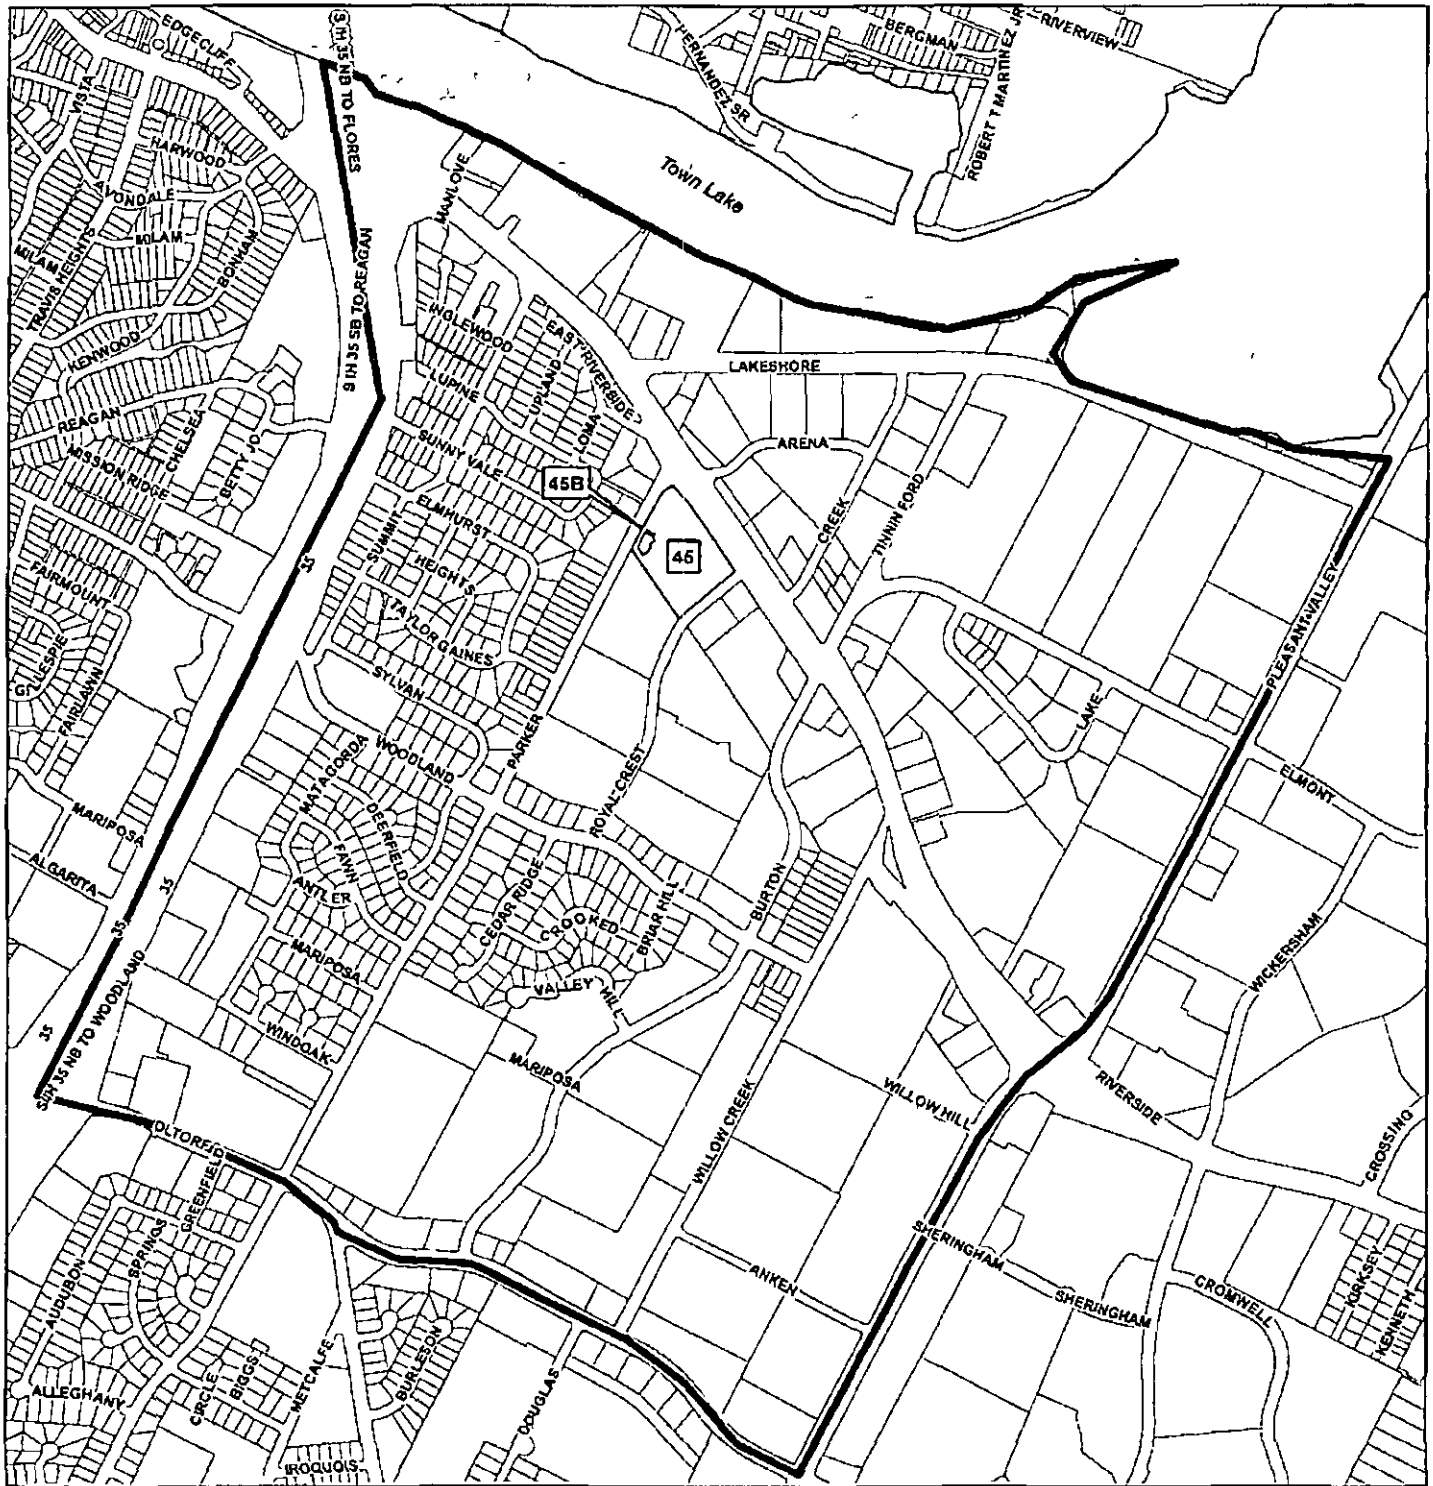 EDGECLIFF
S IH 35 NB TO FLORES
HERNANDEZ SR
BERGMAN
ROBERT T MARTINEZ JR
RIVERVIEW
VISTA
HARWOOD
AVONDALE
MILAM
MILAM
TRAVIS HEIGHTS
BONHAM
KENWOOD
MANLOVE
Town Lake
S IH 35 SB TO REAGAN
INGLEWOOD
EAST RIVERSIDE
LUPINE
UPLAND
LOMA
LAKESHORE
REAGAN
CHELSEA
BETTY JO
MISSION RIDGE
SUNNY VALE
ARENA
45B
45
ELMHURST
SUMMIT
HEIGHTS
CREEK
TINNIN FORD
35
FAIRMOUNT
TAYLOR GAINES
GILLESPIE
FAIRLAWN
SYLVAN
PLEASANT VALLEY
LAKE
PARKER
WOODLAND
MATAGORDA
DEERFIELD
ROYAL CREST
ELMONT
MARIPOSA
ALGARITA
FAWN
ANTLER
35
35
CEDAR RIDGE
CROOKED
BRIAR HILL
BURTON
MARIPOSA
VALLEY
HILL
WICKERSHAM
S IH 35 NB TO WOODLAND
35
WINDOAK
MARIPOSA
WILLOW CREEK
WILLOW HILL
RIVERSIDE
CROSSING
OLTORF
GREENFIELD
SPRINGS
AUDUBON
SHERINGHAM
ANKEN
SHERINGHAM
CROMWELL
KIRKSEY
KENNETH
ALLEGHANY
CIRCLE
BIGGS
METCALFE
BURLESON
DOUGLAS
IROQUOIS